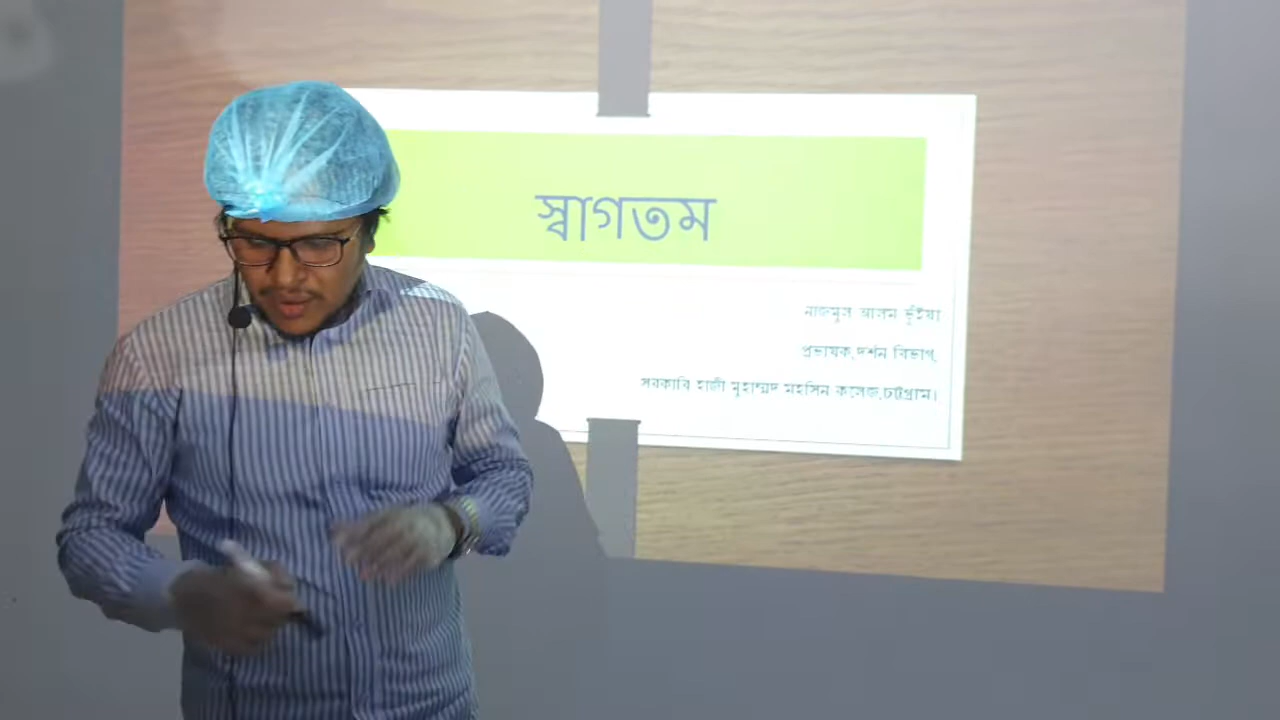 স্বাগতম
নাজমুল আলম ভূঁইয়া
প্রভাষক,দর্শন বিভাগ,
সরকারি হাজী মুহাম্মদ মহসিন কলেজ,চট্টগ্রাম।